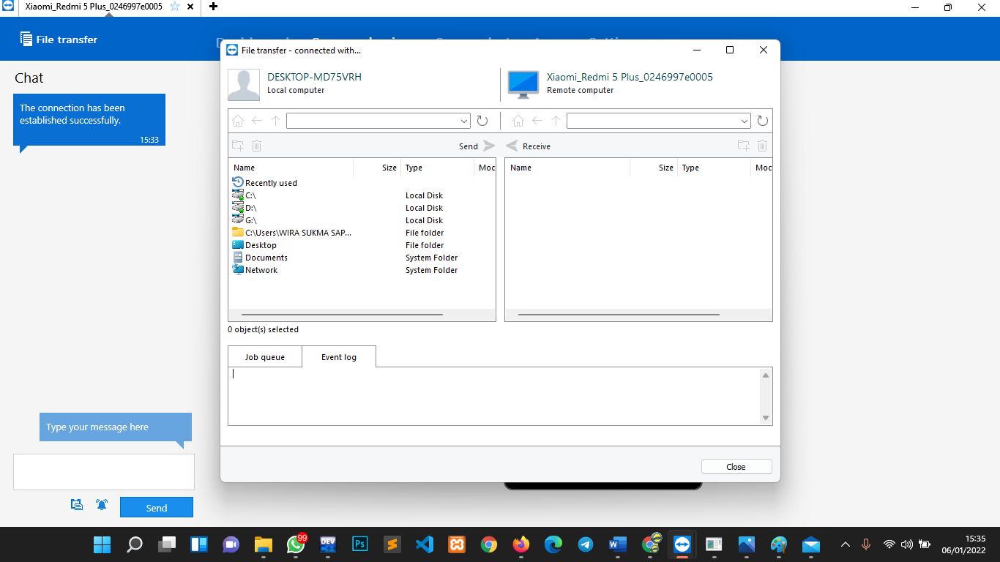 Xiaomi_Redmi 5 Plus_0246997e0005
File transfer
File transfer - connected with...
Chat
The connection has been
established successfully.
15:33
DESKTOP-MD75VRH
Local computer
Xiaomi_Redmi 5 Plus_0246997e0005
Remote computer
Send
Receive
Name Size Type Moc
Name Size Type Moc
Recently used
C:\ Local Disk
D:\ Local Disk
G:\ Local Disk
C:\Users\WIRA SUKMA SAP... File folder
Desktop File folder
Documents System Folder
Network System Folder
0 object(s) selected
Job queue
Event log
Type your message here
Close
Send
99
DEV
Ps
15:35
06/01/2022